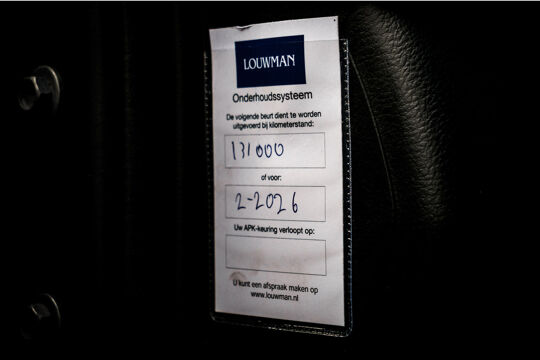 LOUWMAN
Onderhoudssysteem
De volgende beurt dient te worden
uitgevoerd bij kilometerstand:
131000
of voor:
2-2026
Uw APK-keuring verloopt op:
U kunt een afspraak maken op
www.louwman.nl